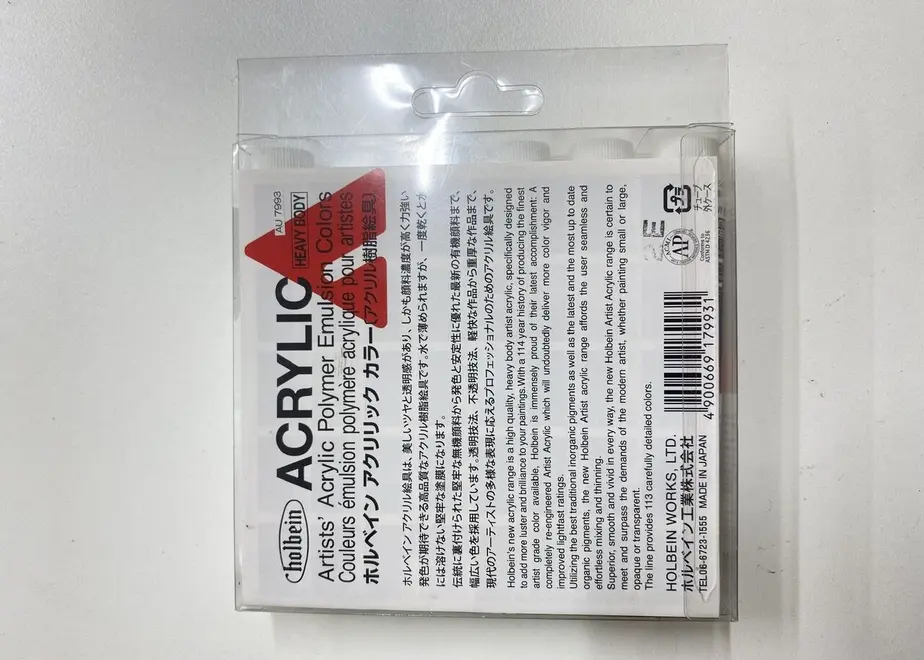 holbein ACRYLIC HEAVY BODY AU 7993
Artists' Acrylic Polymer Emulsion Colors
Couleurs émulsion polymère acrylique pour artistes
ホルベイン アクリリック カラー〈アクリル樹脂絵具〉
ホルベイン アクリル絵具は、美しいツヤと透明感があり、しかも顔料濃度が高く力強い
発色が期待できる高品質なアクリル樹脂絵具です。水で薄められますが、一度乾くと水
には溶けない堅牢な塗膜になります。
伝統に裏付けられた堅牢な無機顔料から発色と安定性に優れた最新の有機顔料まで、
幅広い色を採用しています。透明技法、不透明技法、軽快な作品から重厚な作品まで、
現代のアーティストの多様な表現に応えるプロフェッショナルのためのアクリル絵具です。
Holbein's new acrylic range is a high quality, heavy body artist acrylic, specifically designed
to add more luster and brilliance to your paintings.With a 114 year history of producing the finest
artist grade color available, Holbein is immensely proud of their latest accomplishment: A
completely re-engineered Artist Acrylic which will undoubtedly deliver more color vigor and
improved lightfast ratings.
Utilizing the best traditional inorganic pigments as well as the latest and the most up to date
organic pigments, the new Holbein Artist acrylic range affords the user seamless and
effortless mixing and thinning.
Superior, smooth and vivid in every way, the new Holbein Artist Acrylic range is certain to
meet and surpass the demands of the modern artist, whether painting small or large,
opaque or transparent.
The line provides 113 carefully detailed colors.
HOLBEIN WORKS, LTD.
ホルベイン工業株式会社
TEL06-6723-1555 MADE IN JAPAN
4 900669 179931
ACMI
AP
Conforms to
ASTM D 4236
プラ
チューブ
外ケース